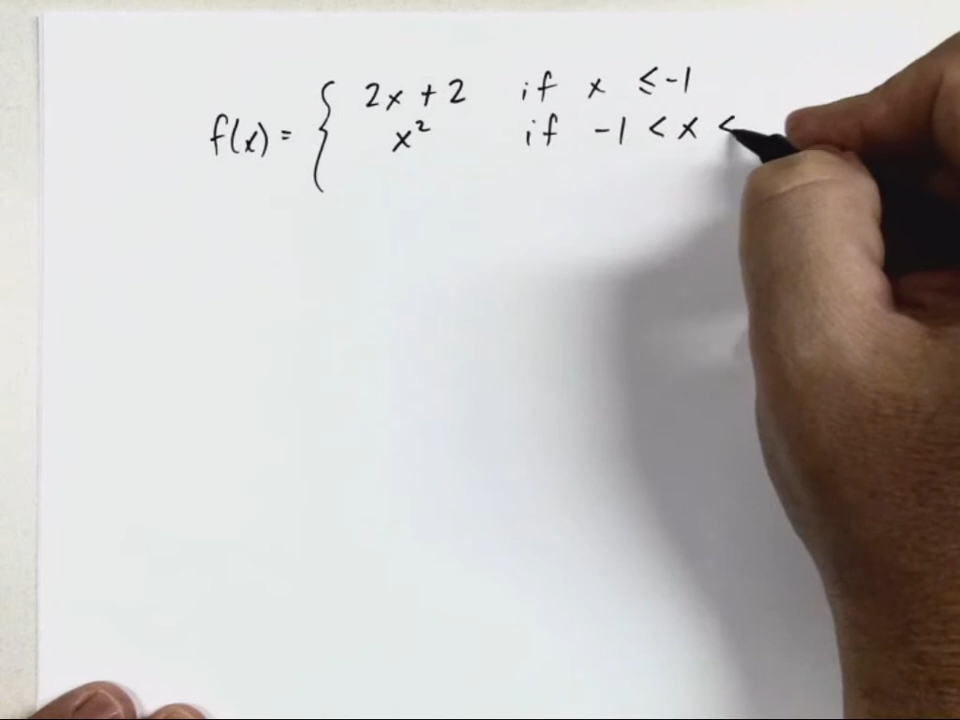 f(x) = { 2x + 2 if x ≤ -1
x² if -1 < x <